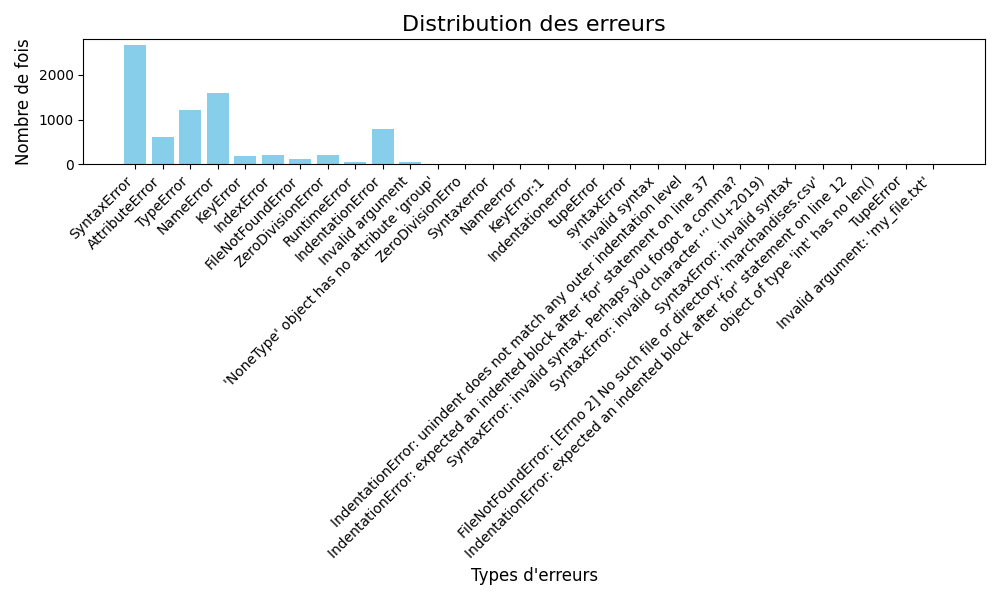 Distribution des erreurs
Nombre de fois
2000
1000
0
SyntaxError
AttributeError
TypeError
NameError
KeyError
IndexError
FileNotFoundError
ZeroDivisionError
RuntimeError
IndentationError
Invalid argument
'NoneType' object has no attribute 'group'
ZeroDivisionErro
Syntaxerror
Nameerror
KeyError:1
Indentationerror
tupeError
syntaxError
invalid syntax
IndentationError: unindent does not match any outer indentation level
IndentationError: expected an indented block after 'for' statement on line 37
SyntaxError: invalid syntax. Perhaps you forgot a comma?
SyntaxError: invalid character '’' (U+2019)
SyntaxError: invalid syntax
FileNotFoundError: [Errno 2] No such file or directory: 'marchandises.csv'
IndentationError: expected an indented block after 'for' statement on line 12
object of type 'int' has no len()
TupeError
Invalid argument: 'my_file.txt'
Types d'erreurs